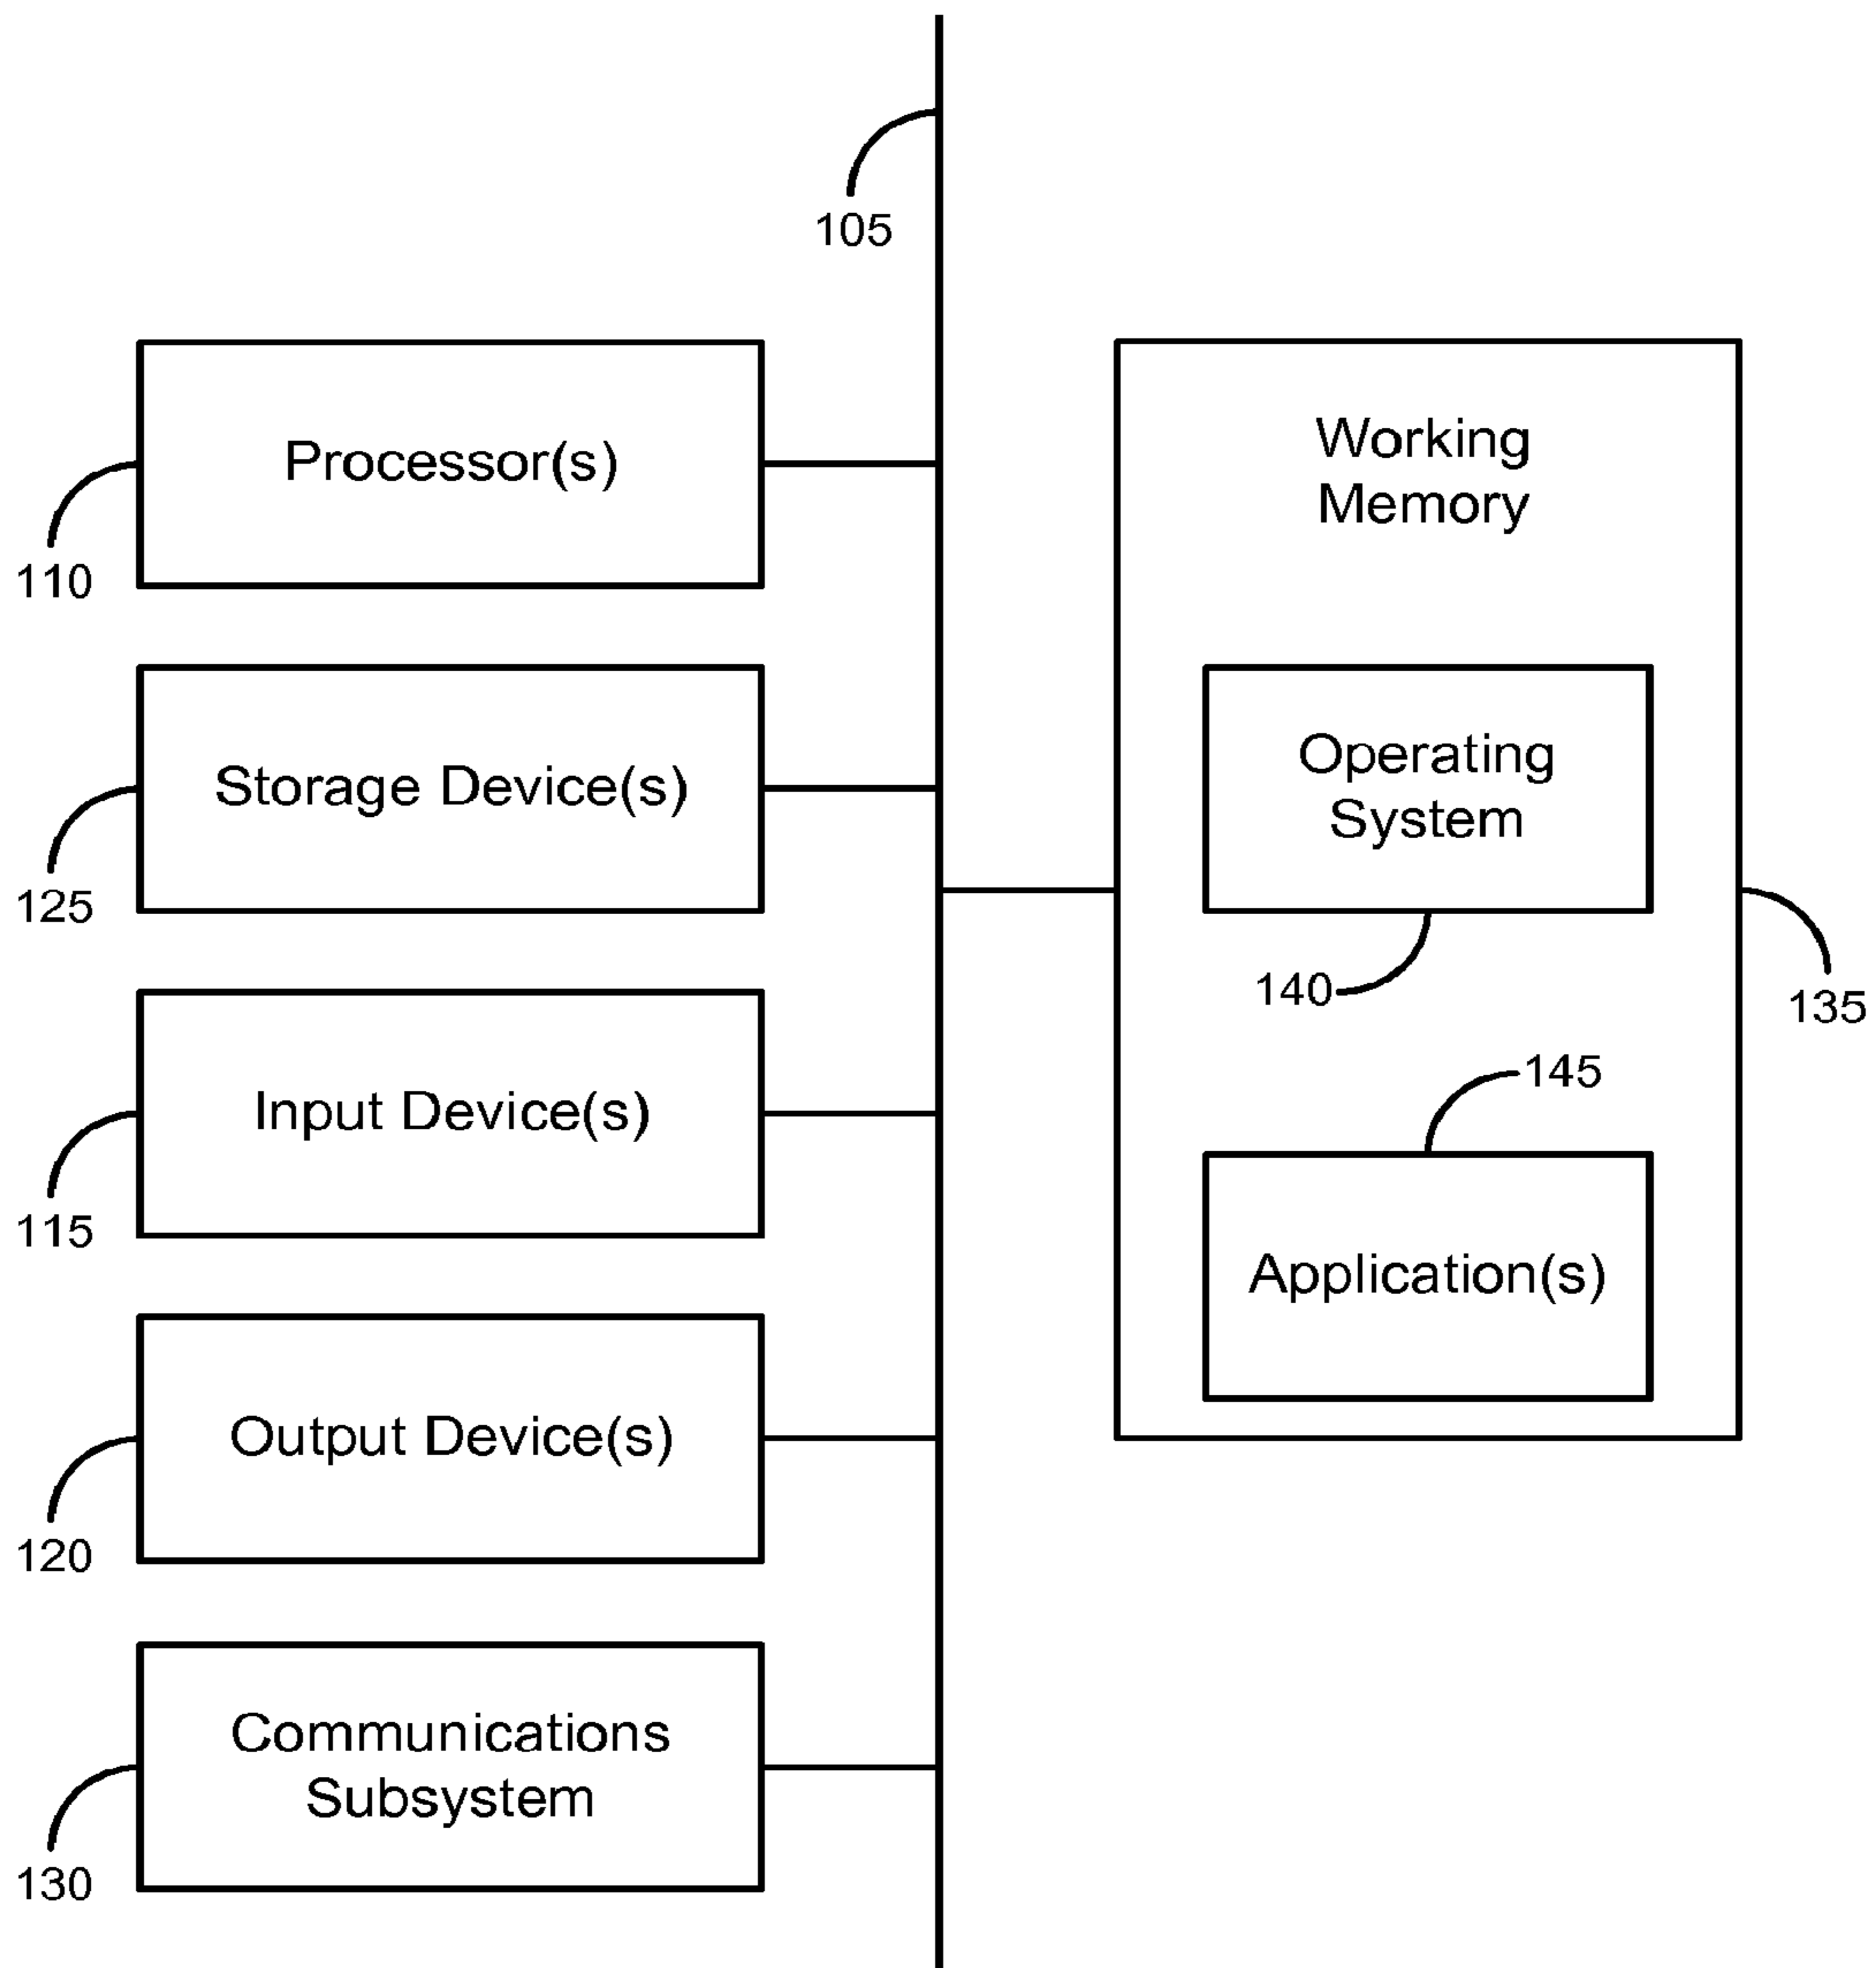 105
Processor(s)
110
Storage Device(s)
125
Input Device(s)
115
Output Device(s)
120
Communications
Subsystem
130
Working
Memory
Operating
System
140
135
145
Application(s)